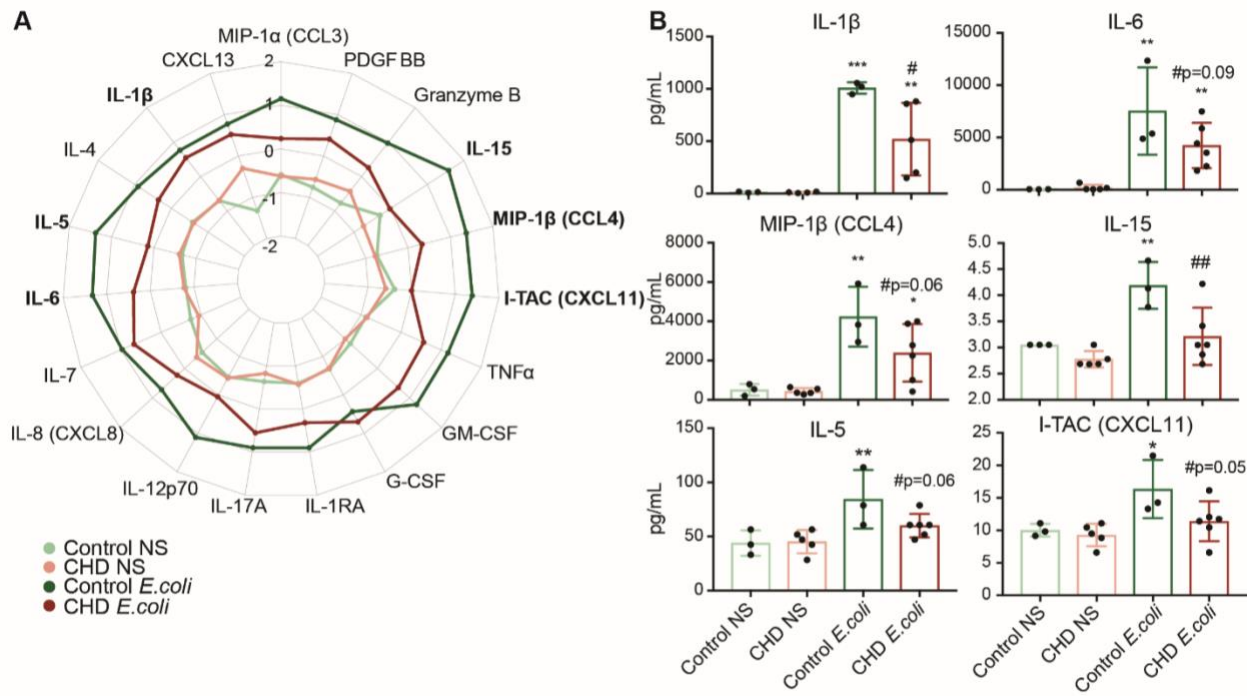 A
MIP-1α (CCL3)
CXCL13
PDGF BB
IL-1β
Granzyme B
IL-4
IL-15
IL-5
MIP-1β (CCL4)
IL-6
I-TAC (CXCL11)
IL-7
TNFα
IL-8 (CXCL8)
GM-CSF
IL-12p70
G-CSF
IL-17A
IL-1RA
2
1
0
-1
-2
Control NS
CHD NS
Control E.coli
CHD E.coli
B
IL-1β
pg/mL
1500
1000
500
0
***
#
**
IL-6
15000
10000
5000
0
**
#p=0.09
**
MIP-1β (CCL4)
pg/mL
8000
6000
4000
2000
0
**
#p=0.06
*
IL-15
5.0
4.5
4.0
3.5
3.0
2.5
2.0
**
##
IL-5
pg/mL
150
100
50
0
**
#p=0.06
Control NS
CHD NS
Control E.coli
CHD E.coli
I-TAC (CXCL11)
25
20
15
10
5
0
*
#p=0.05
Control NS
CHD NS
Control E.coli
CHD E.coli